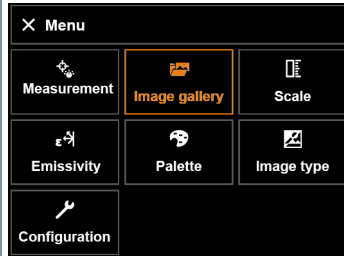 × Menu
Measurement
Image gallery
Scale
ε
Emissivity
Palette
Image type
Configuration